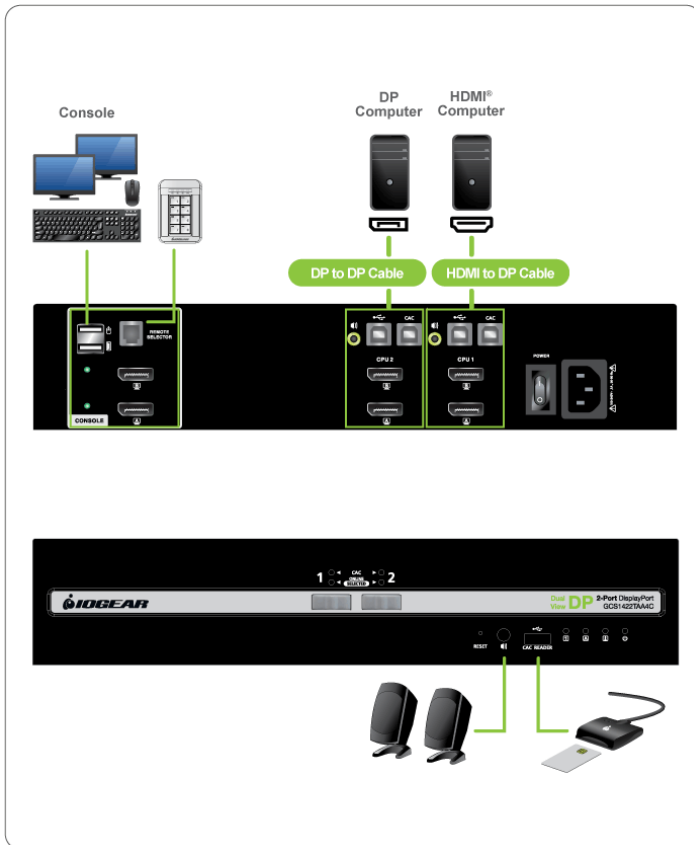 Console
DP
Computer
HDMI®
Computer
DP to DP Cable
HDMI to DP Cable
REMOTE
SELECTOR
CAC
CAC
CPU 2
CPU 1
POWER
CONSOLE
CAC
1 ONLINE 2
SELECTED
IOGEAR
Dual
View
DP
2-Port DisplayPort
GCS1422TAA4C
RESET
CAC READER